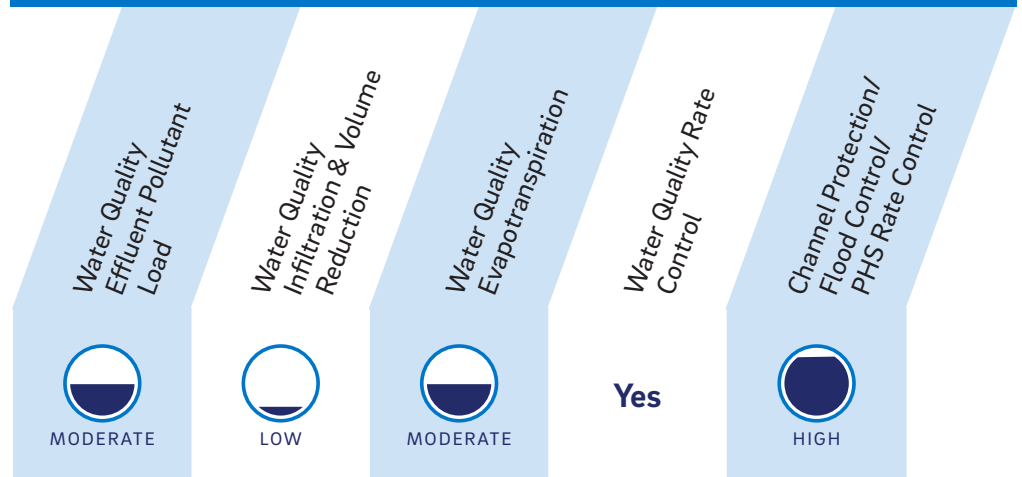 Water Quality
Effluent Pollutant
Load
Water Quality
Infiltration & Volume
Reduction
Water Quality
Evapotranspiration
Water Quality Rate
Control
Channel Protection/
Flood Control/
PHS Rate Control
MODERATE
LOW
MODERATE
Yes
HIGH